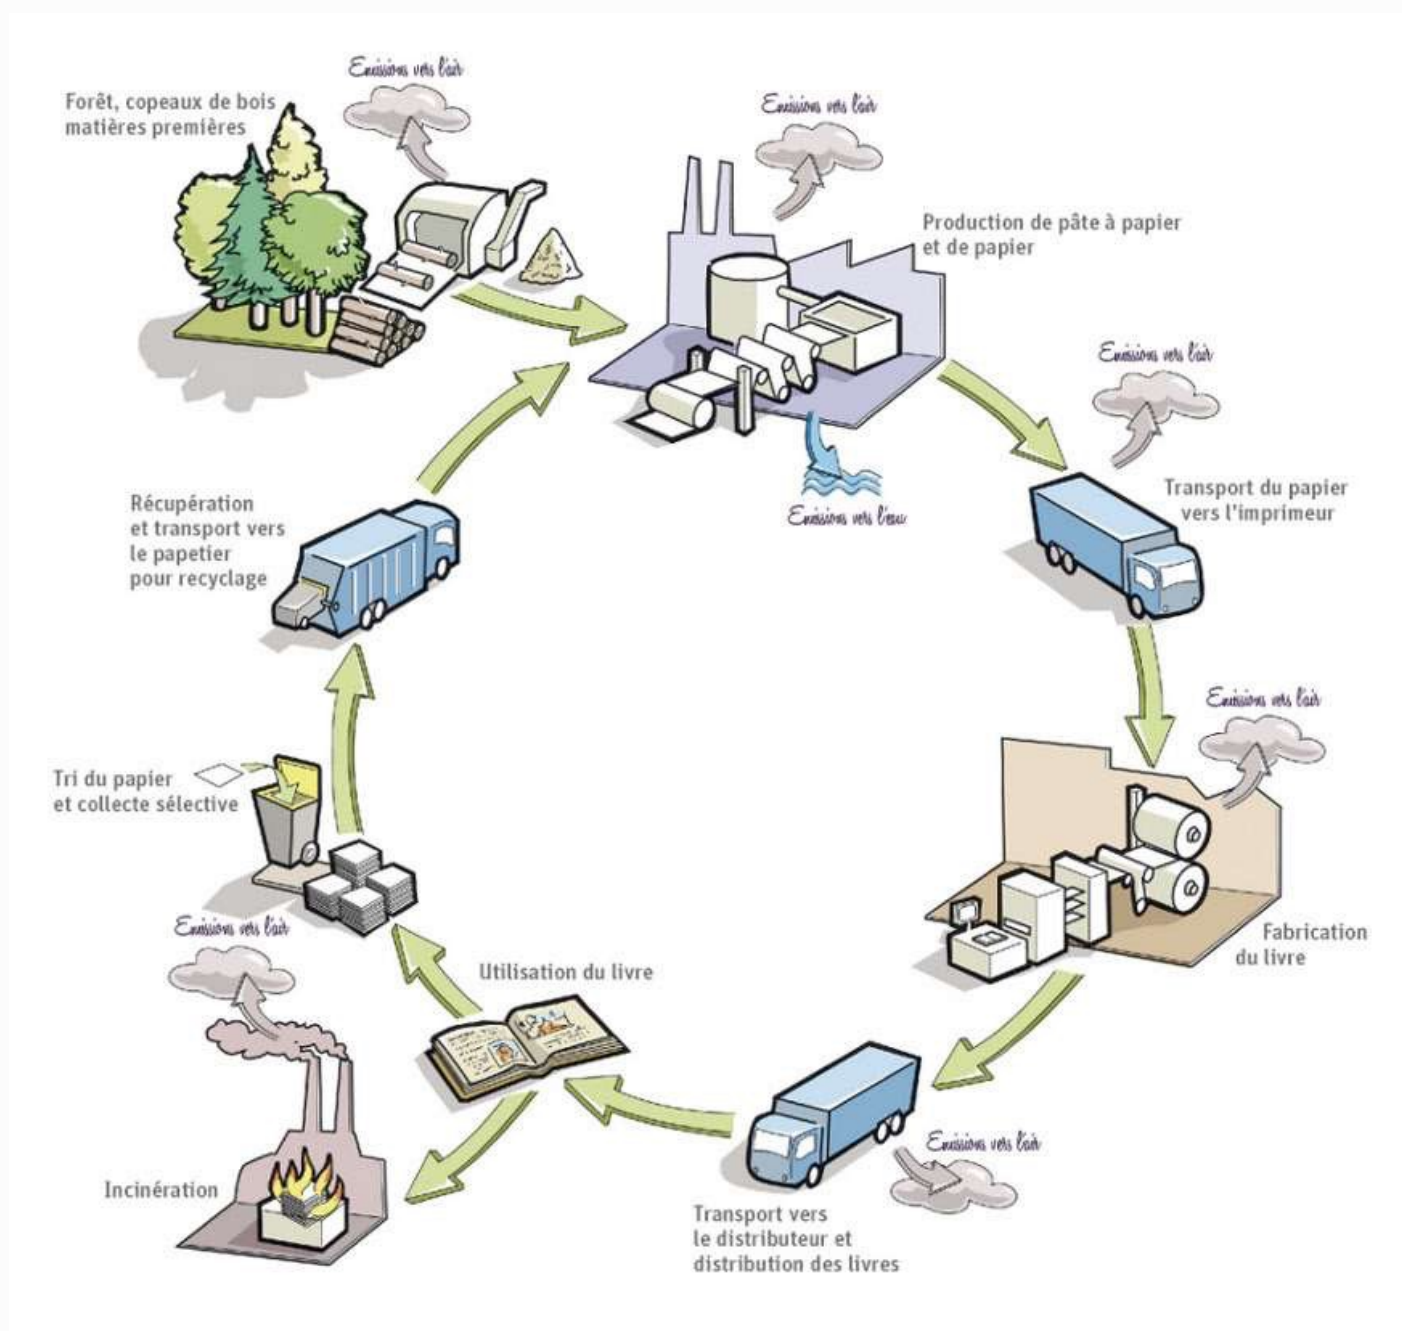 Emissions vers l'air
Forêt, copeaux de bois
matières premières
Emissions vers l'air
Production de pâte à papier
et de papier
Emissions vers l'air
Transport du papier
vers l'imprimeur
Emissions vers l'eau
Récupération
et transport vers
le papetier
pour recyclage
Emissions vers l'air
Fabrication
du livre
Tri du papier
et collecte sélective
Emissions vers l'air
Utilisation du livre
Incinération
Emissions vers l'air
Transport vers
le distributeur et
distribution des livres